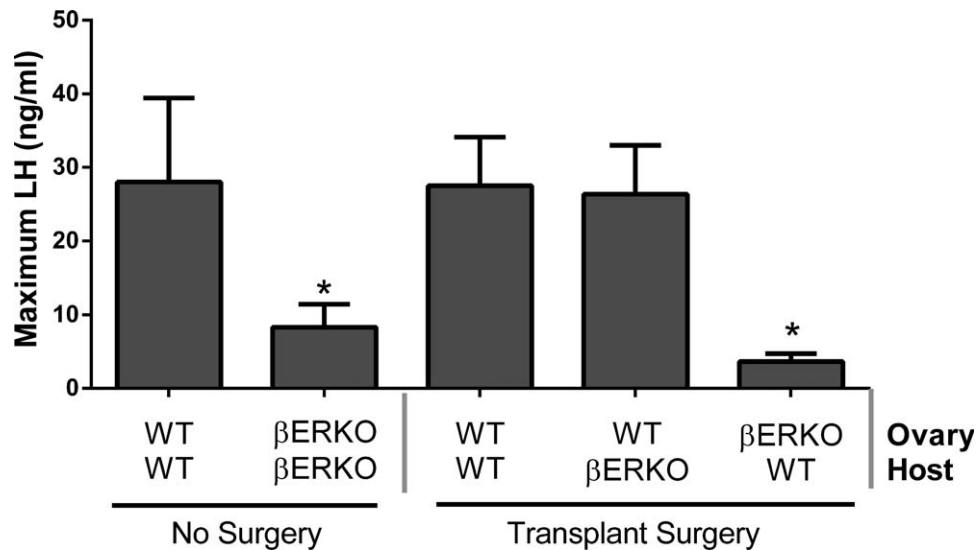 Maximum LH (ng/ml)
50
40
30
20
10
0
*
*
WT βERKO WT WT βERKO Ovary
WT βERKO WT βERKO WT Host
No Surgery Transplant Surgery